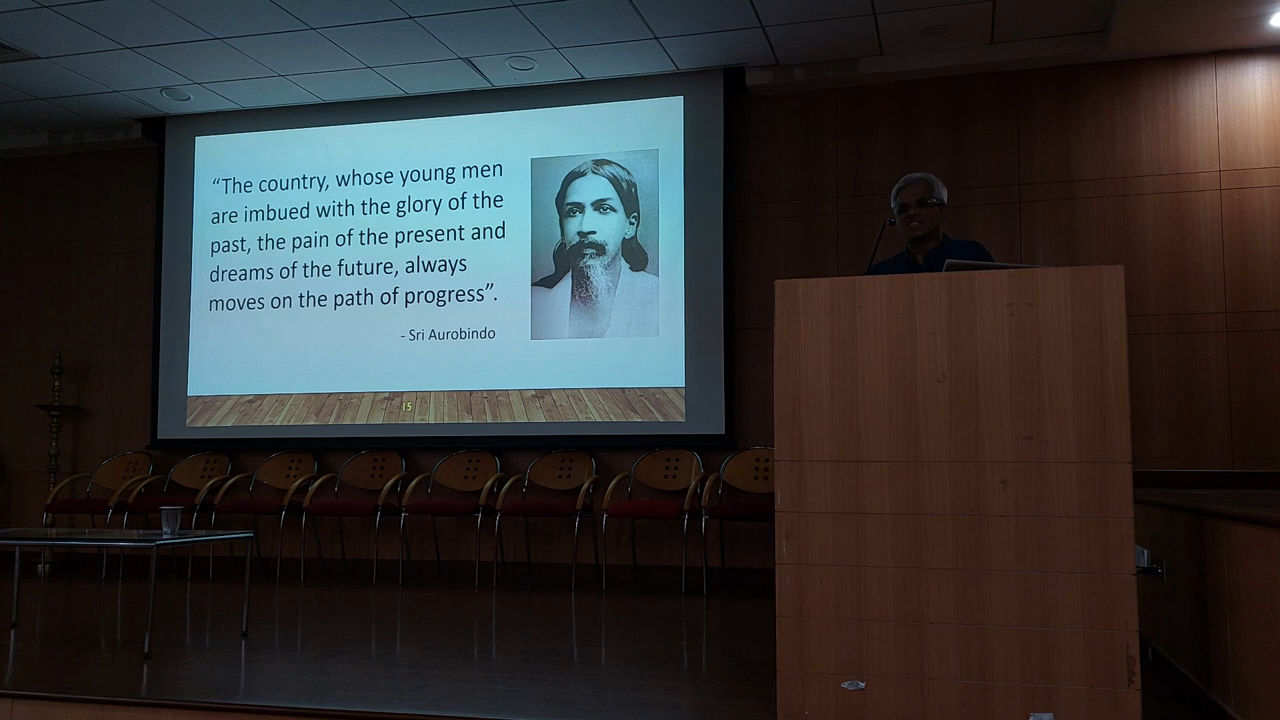 “The country, whose young men
are imbued with the glory of the
past, the pain of the present and
dreams of the future, always
moves on the path of progress”.
- Sri Aurobindo
15